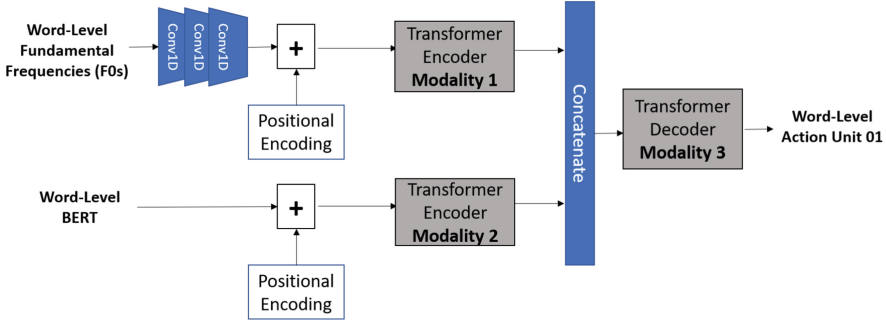 Word-Level
Fundamental
Frequencies (F0s)
Conv1D
Conv1D
Conv1D
+
Positional
Encoding
Transformer
Encoder
Modality 1
Word-Level
BERT
+
Positional
Encoding
Transformer
Encoder
Modality 2
Concatenate
Transformer
Decoder
Modality 3
Word-Level
Action Unit 01